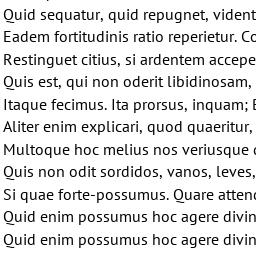 Quid sequatur, quid repugnet, vident
Eadem fortitudinis ratio reperietur. Co
Restinguet citius, si ardentem accepe
Quis est, qui non oderit libidinosam,
Itaque fecimus. Ita prorsus, inquam;
Aliter enim explicari, quod quaeritur,
Multoque hoc melius nos veriusque
Quis non odit sordidos, vanos, leves,
Si quae forte-possumus. Quare attend
Quid enim possumus hoc agere divin
Quid enim possumus hoc agere divin